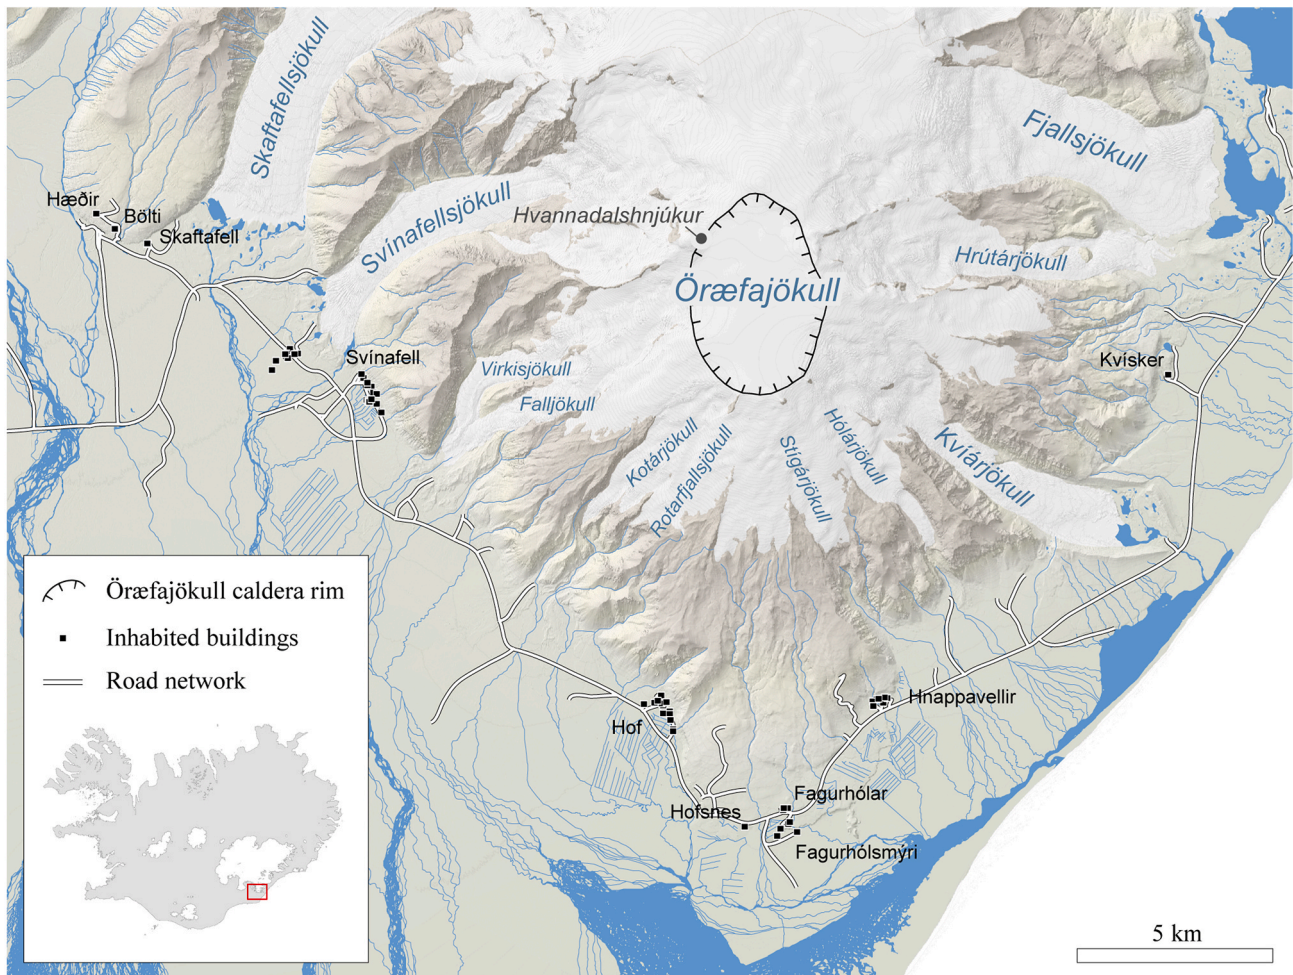 Skaftafellsjökull
Fjallsjökull
Hæðir
Bölti
Skaftafell
Svínafellsjökull
Hvannadalshnjúkur
Hrútárjökull
Öræfajökull
Svínafell
Virkisjökull
Falljökull
Kvísker
Kotárjökull
Rotarfjallsjökull
Stígárjökull
Hólárjökull
Kvíárjökull
Öræfajökull caldera rim
Inhabited buildings
Road network
Hof
Hnappavellir
Hofsnes
Fagurhólar
Fagurhólsmýri
5 km